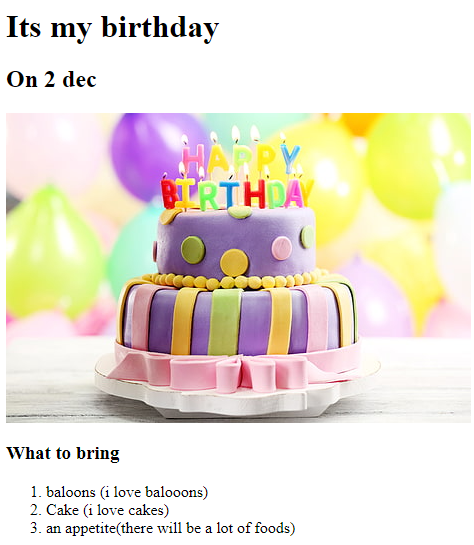 Its my birthday
On 2 dec
HAPPY
BIRTHDAY
What to bring
1. baloons (i love balooons)
2. Cake (i love cakes)
3. an appetite(there will be a lot of foods)